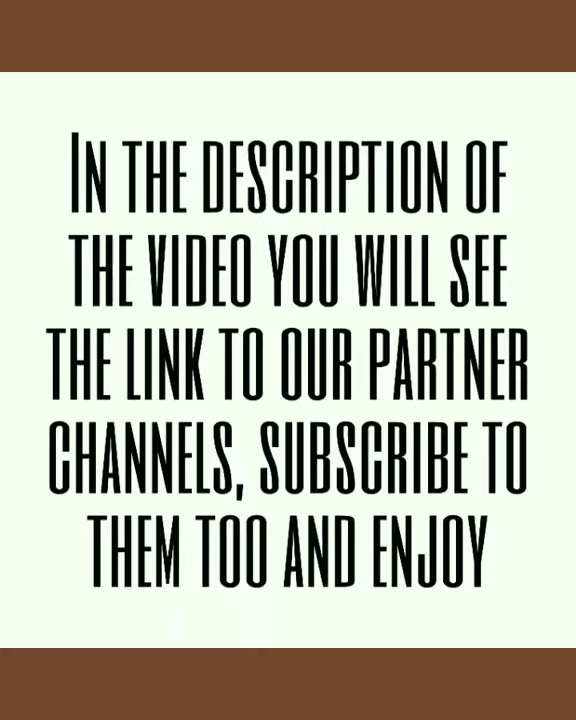 In the description of
the video you will see
the link to our partner
channels, subscribe to
them too and enjoy